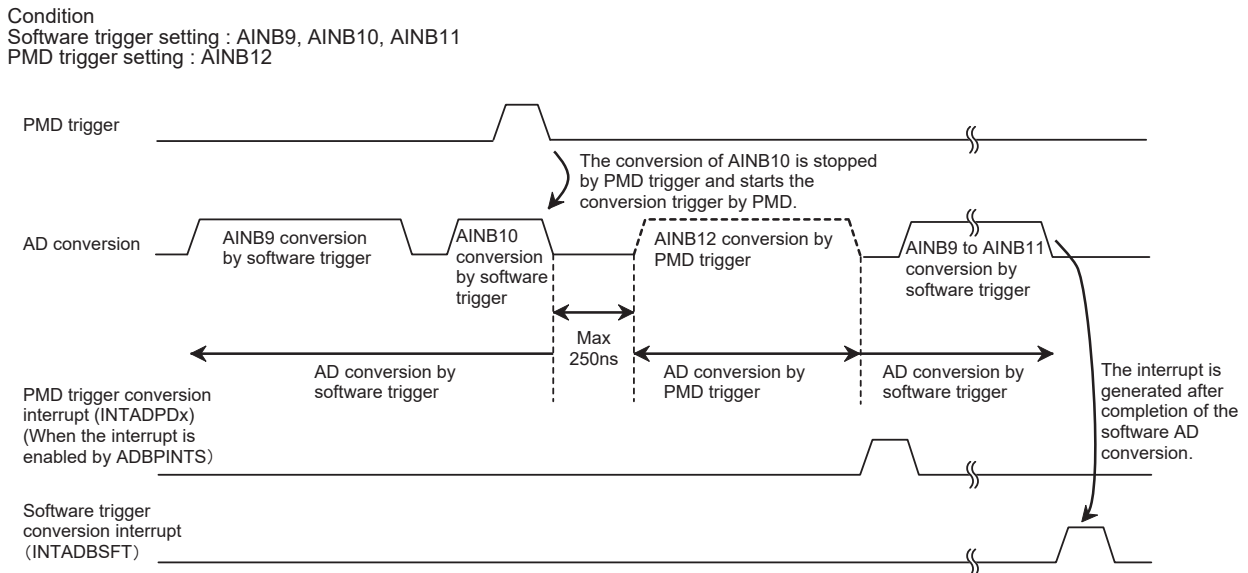 Condition
Software trigger setting : AINB9, AINB10, AINB11
PMD trigger setting : AINB12
PMD trigger
The conversion of AINB10 is stopped
by PMD trigger and starts the
conversion trigger by PMD.
AD conversion
AINB9 conversion
by software trigger
AINB10
conversion
by software
trigger
AINB12 conversion by
PMD trigger
AINB9 to AINB11
conversion by
software trigger
Max
250ns
AD conversion by
software trigger
AD conversion by
PMD trigger
AD conversion by
software trigger
The interrupt is
generated after
completion of the
software AD
conversion.
PMD trigger conversion
interrupt (INTADPDx)
(When the interrupt is
enabled by ADBPINTS）
Software trigger
conversion interrupt
（INTADBSFT）